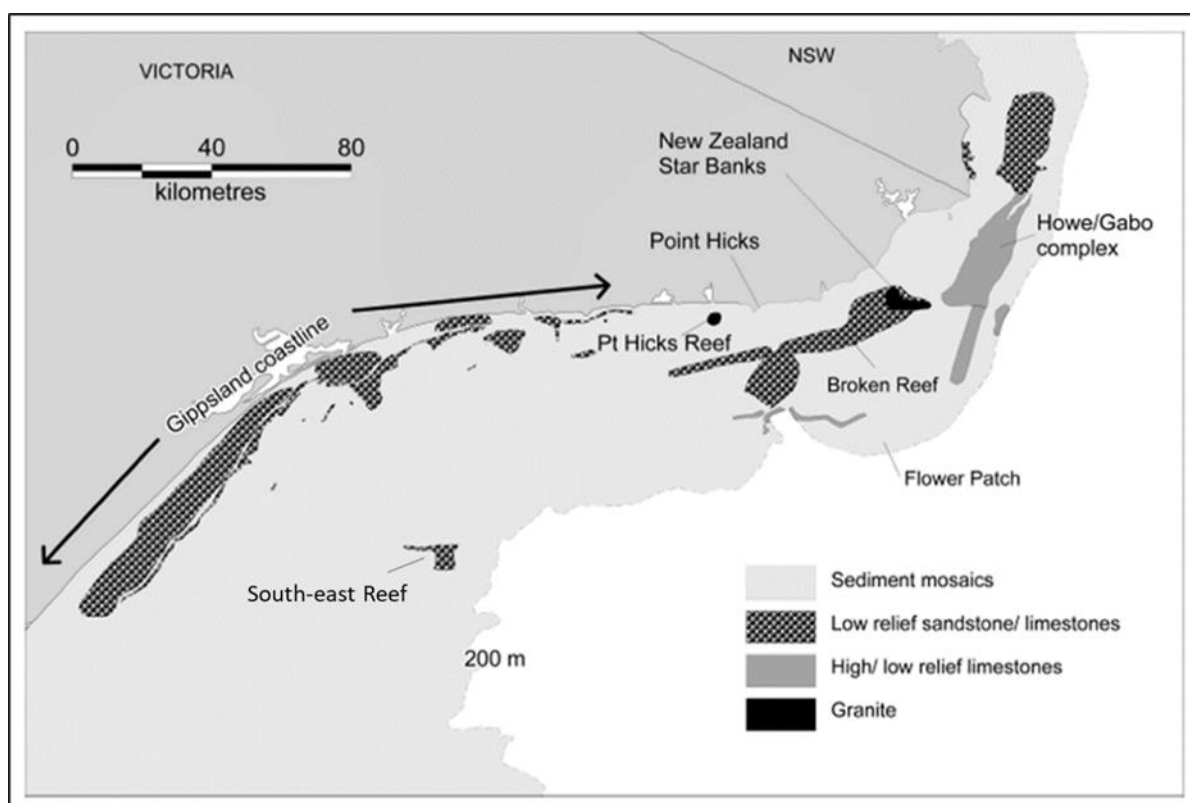 VICTORIA
NSW
0 40 80
kilometres
New Zealand
Star Banks
Point Hicks
Howe/Gabo
complex
Gippsland coastline
Pt Hicks Reef
Broken Reef
Flower Patch
South-east Reef
200 m
Sediment mosaics
Low relief sandstone/ limestones
High/ low relief limestones
Granite